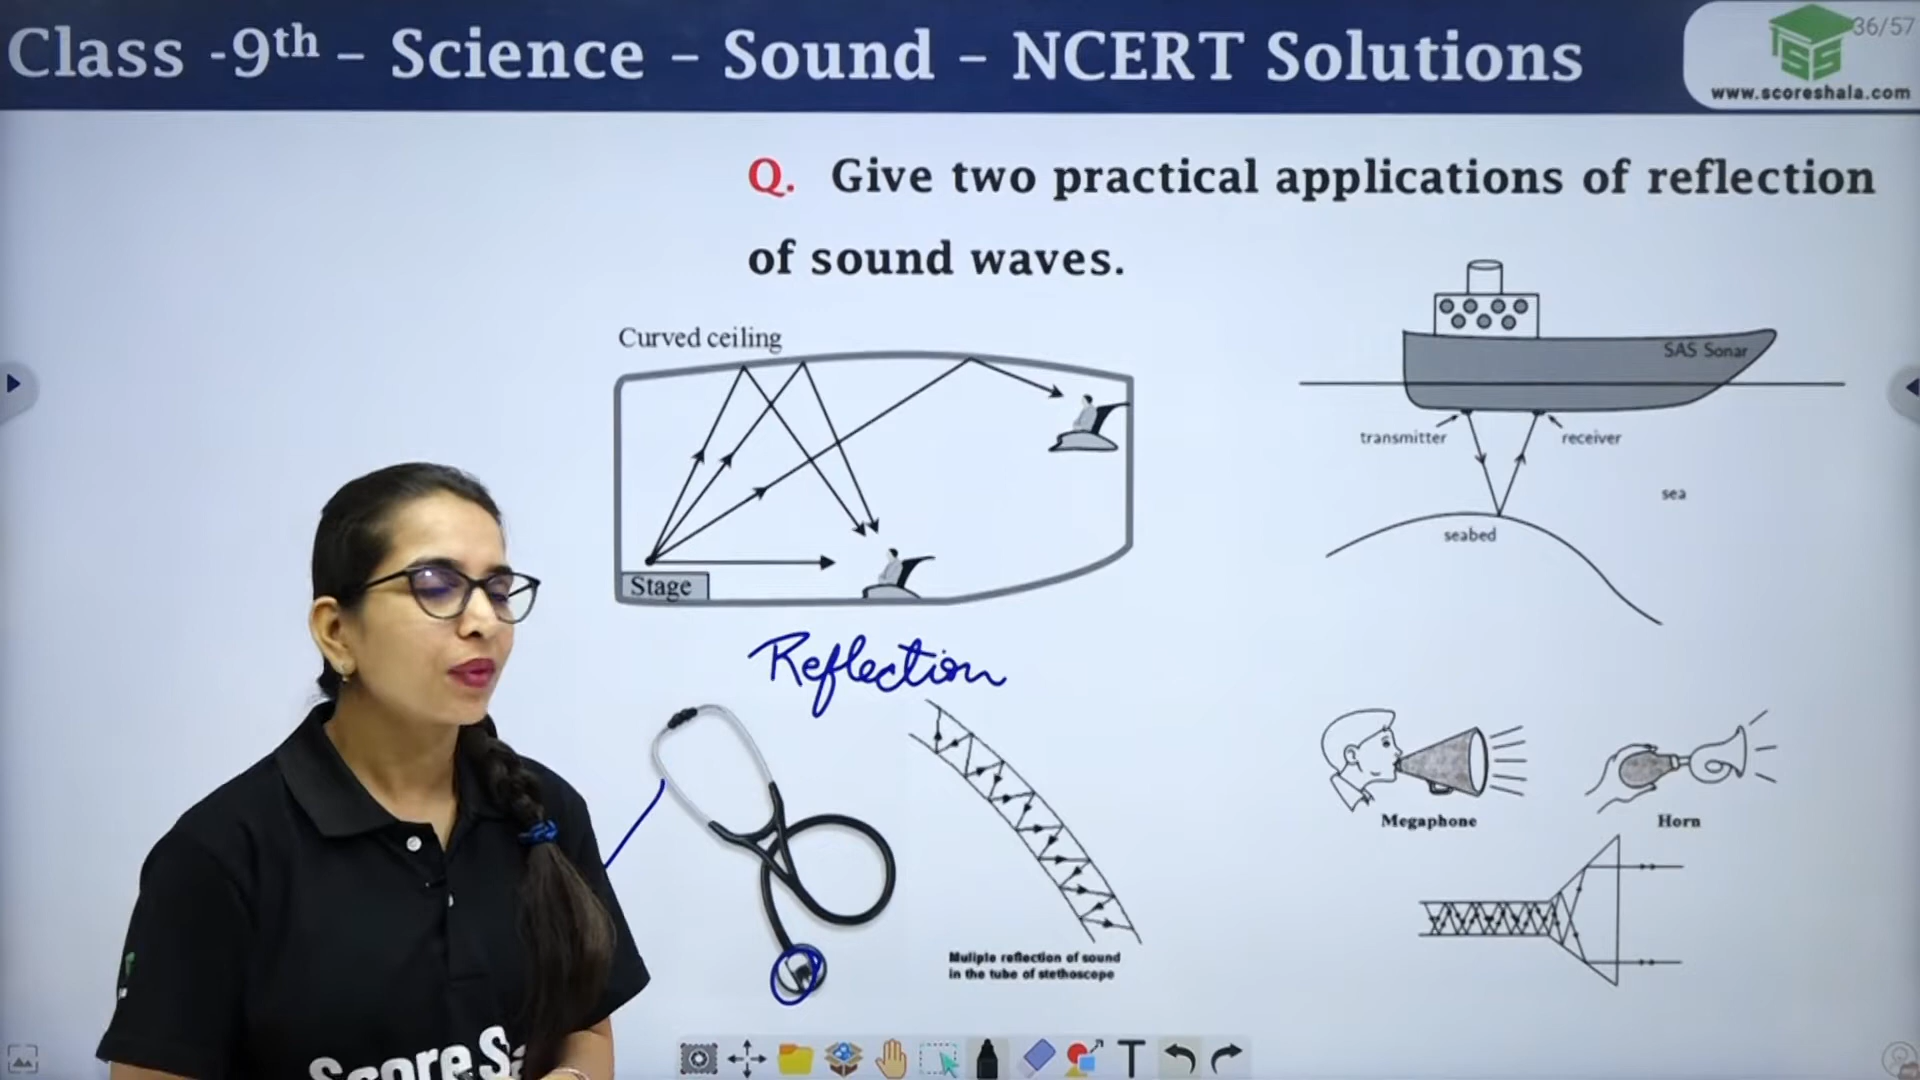 Class -9th - Science - Sound - NCERT Solutions
36/57
www.scoreshala.com
Q. Give two practical applications of reflection
of sound waves.
Curved ceiling
Stage
SAS Sonar
transmitter
receiver
sea
seabed
Reflection
Muliple reflection of sound
in the tube of stethoscope
Megaphone
Horn
Score S